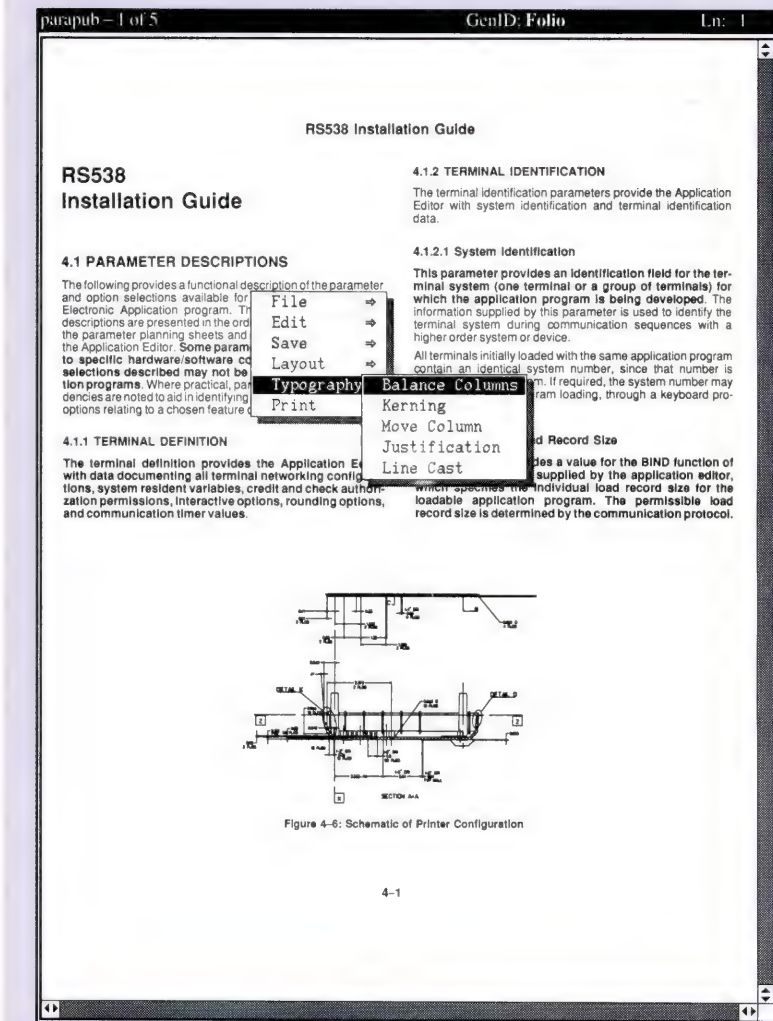 parapub – 1 of 5 GenID: Folio Ln: 1
RS538 Installation Guide
RS538
Installation Guide
4.1 PARAMETER DESCRIPTIONS
The following provides a functional description of the parameter
and option selections available for
Electronic Application program.
descriptions are presented in the
the parameter planning sheets and
the Application Editor. Some
to specific hardware/software
selections described may not be
tion programs. Where practical,
dencies are noted to aid in identifying
options relating to a chosen feature
4.1.1 TERMINAL DEFINITION
The terminal definition provides the Application
with data documenting all terminal networking
tions, system resident variables, credit and check authori-
zation permissions, interactive options, rounding options,
and communication timer values.
File ⇒
Edit ⇒
Save ⇒
Layout ⇒
Typography
Print
Balance Columns
Kerning
Move Column
Justification
Line Cast
4.1.2 TERMINAL IDENTIFICATION
The terminal identification parameters provide the Application
Editor with system identification and terminal identification
data.
4.1.2.1 System Identification
This parameter provides an identification field for the ter-
minal system (one terminal or a group of terminals) for
which the application program is being developed. The
information supplied by this parameter is used to identify the
terminal system during communication sequences with a
higher order system or device.
All terminals initially loaded with the same application program
contain an identical system number, since that number is
If required, the system number may
loading, through a keyboard pro-
Record Size
a value for the BIND function of
supplied by the application editor,
which specifies the individual load record size for the
loadable application program. The permissible load
record size is determined by the communication protocol.
DETAIL D
SECTION A-A
Figure 4–6: Schematic of Printer Configuration
4–1